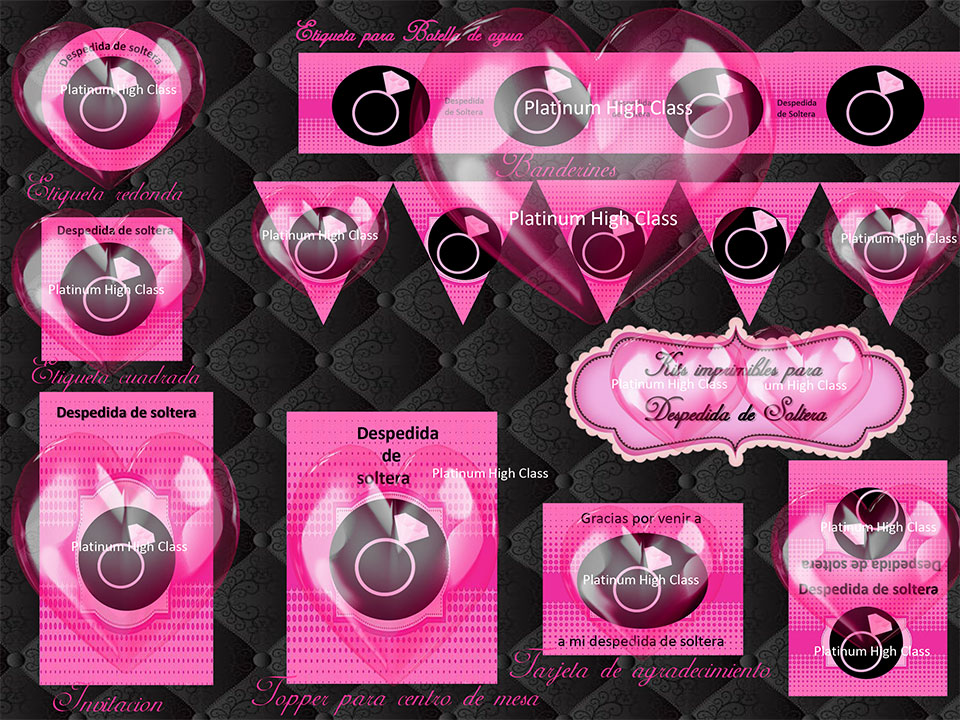 Despedida de soltera
Platinum High Class
Etiqueta redonda
Etiqueta para Botella de agua
Despedida
de Soltera
Platinum High Class
Despedida
de Soltera
Banderines
Platinum High Class
Platinum High Class
Platinum High Class
Despedida de soltera
Platinum High Class
Etiqueta cuadrada
Kits imprimibles para
Platinum High Class
Platinum High Class
Despedida de Soltera
Despedida de soltera
Platinum High Class
Invitacion
Despedida
de
soltera
Platinum High Class
Topper para centro de mesa
Gracias por venir a
Platinum High Class
a mi despedida de soltera
Tarjeta de agradecimiento
Platinum High Class
Despedida de soltera
Despedida de soltera
Platinum High Class